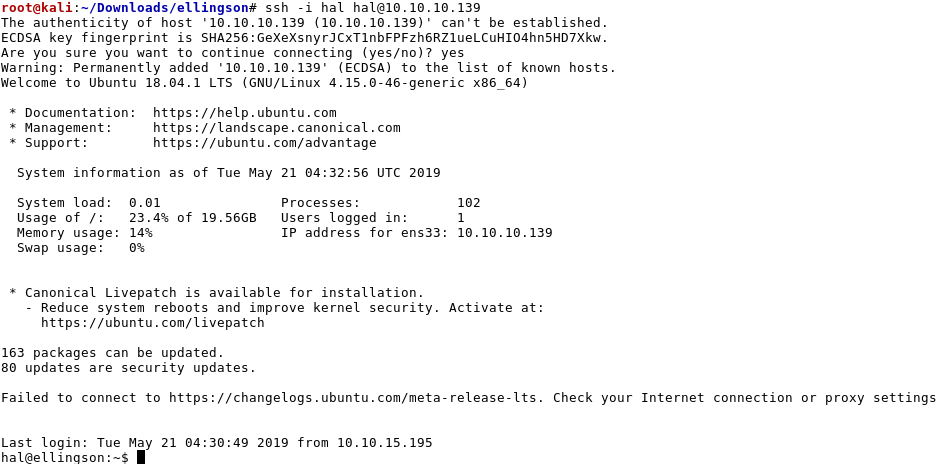 root@kali:~/Downloads/ellingson# ssh -i hal hal@10.10.10.139
The authenticity of host '10.10.10.139 (10.10.10.139)' can't be established.
ECDSA key fingerprint is SHA256:GeXeXsnyrJCxT1nbFPFzh6RZ1ueLCuHIO4hn5HD7Xkw.
Are you sure you want to continue connecting (yes/no)? yes
Warning: Permanently added '10.10.10.139' (ECDSA) to the list of known hosts.
Welcome to Ubuntu 18.04.1 LTS (GNU/Linux 4.15.0-46-generic x86_64)

 * Documentation:  https://help.ubuntu.com
 * Management:     https://landscape.canonical.com
 * Support:        https://ubuntu.com/advantage

  System information as of Tue May 21 04:32:56 UTC 2019

  System load:  0.01               Processes:            102
  Usage of /:   23.4% of 19.56GB   Users logged in:      1
  Memory usage: 14%                IP address for ens33: 10.10.10.139
  Swap usage:   0%

 * Canonical Livepatch is available for installation.
   - Reduce system reboots and improve kernel security. Activate at:
     https://ubuntu.com/livepatch

163 packages can be updated.
80 updates are security updates.

Failed to connect to https://changelogs.ubuntu.com/meta-release-lts. Check your Internet connection or proxy settings

Last login: Tue May 21 04:30:49 2019 from 10.10.15.195
hal@ellingson:~$